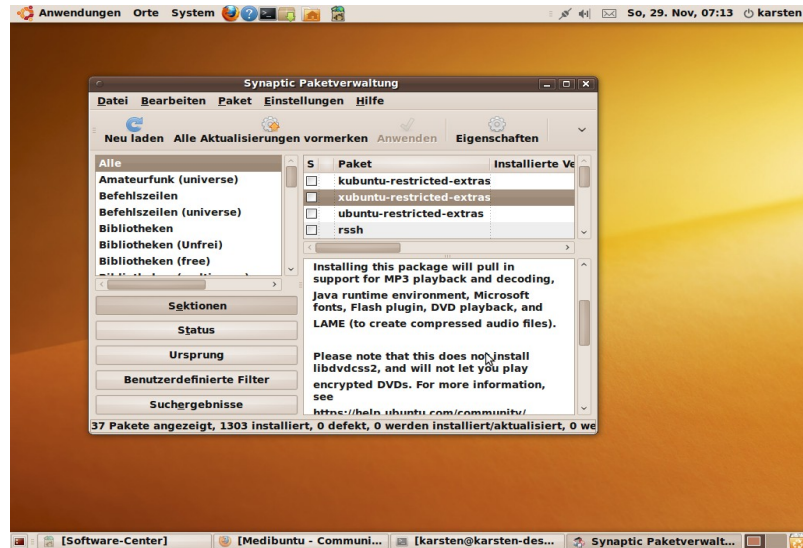 Anwendungen Orte System So, 29. Nov, 07:13 karsten
Synaptic Paketverwaltung
Datei Bearbeiten Paket Einstellungen Hilfe
Neu laden Alle Aktualisierungen vormerken Anwenden Eigenschaften
Alle
Amateurfunk (universe)
Befehlszeilen
Befehlszeilen (universe)
Bibliotheken
Bibliotheken (Unfrei)
Bibliotheken (free)
Sektionen
Status
Ursprung
Benutzerdefinierte Filter
Suchergebnisse
S Paket Installierte Ve
kubuntu-restricted-extras
xubuntu-restricted-extras
ubuntu-restricted-extras
rssh
Installing this package will pull in
support for MP3 playback and decoding,
Java runtime environment, Microsoft
fonts, Flash plugin, DVD playback, and
LAME (to create compressed audio files).
Please note that this does not install
libdvdcss2, and will not let you play
encrypted DVDs. For more information,
see
https://help.ubuntu.com/community/
37 Pakete angezeigt, 1303 installiert, 0 defekt, 0 werden installiert/aktualisiert, 0 we
[Software-Center] [Medibuntu - Communi... [karsten@karsten-des... Synaptic Paketverwalt...